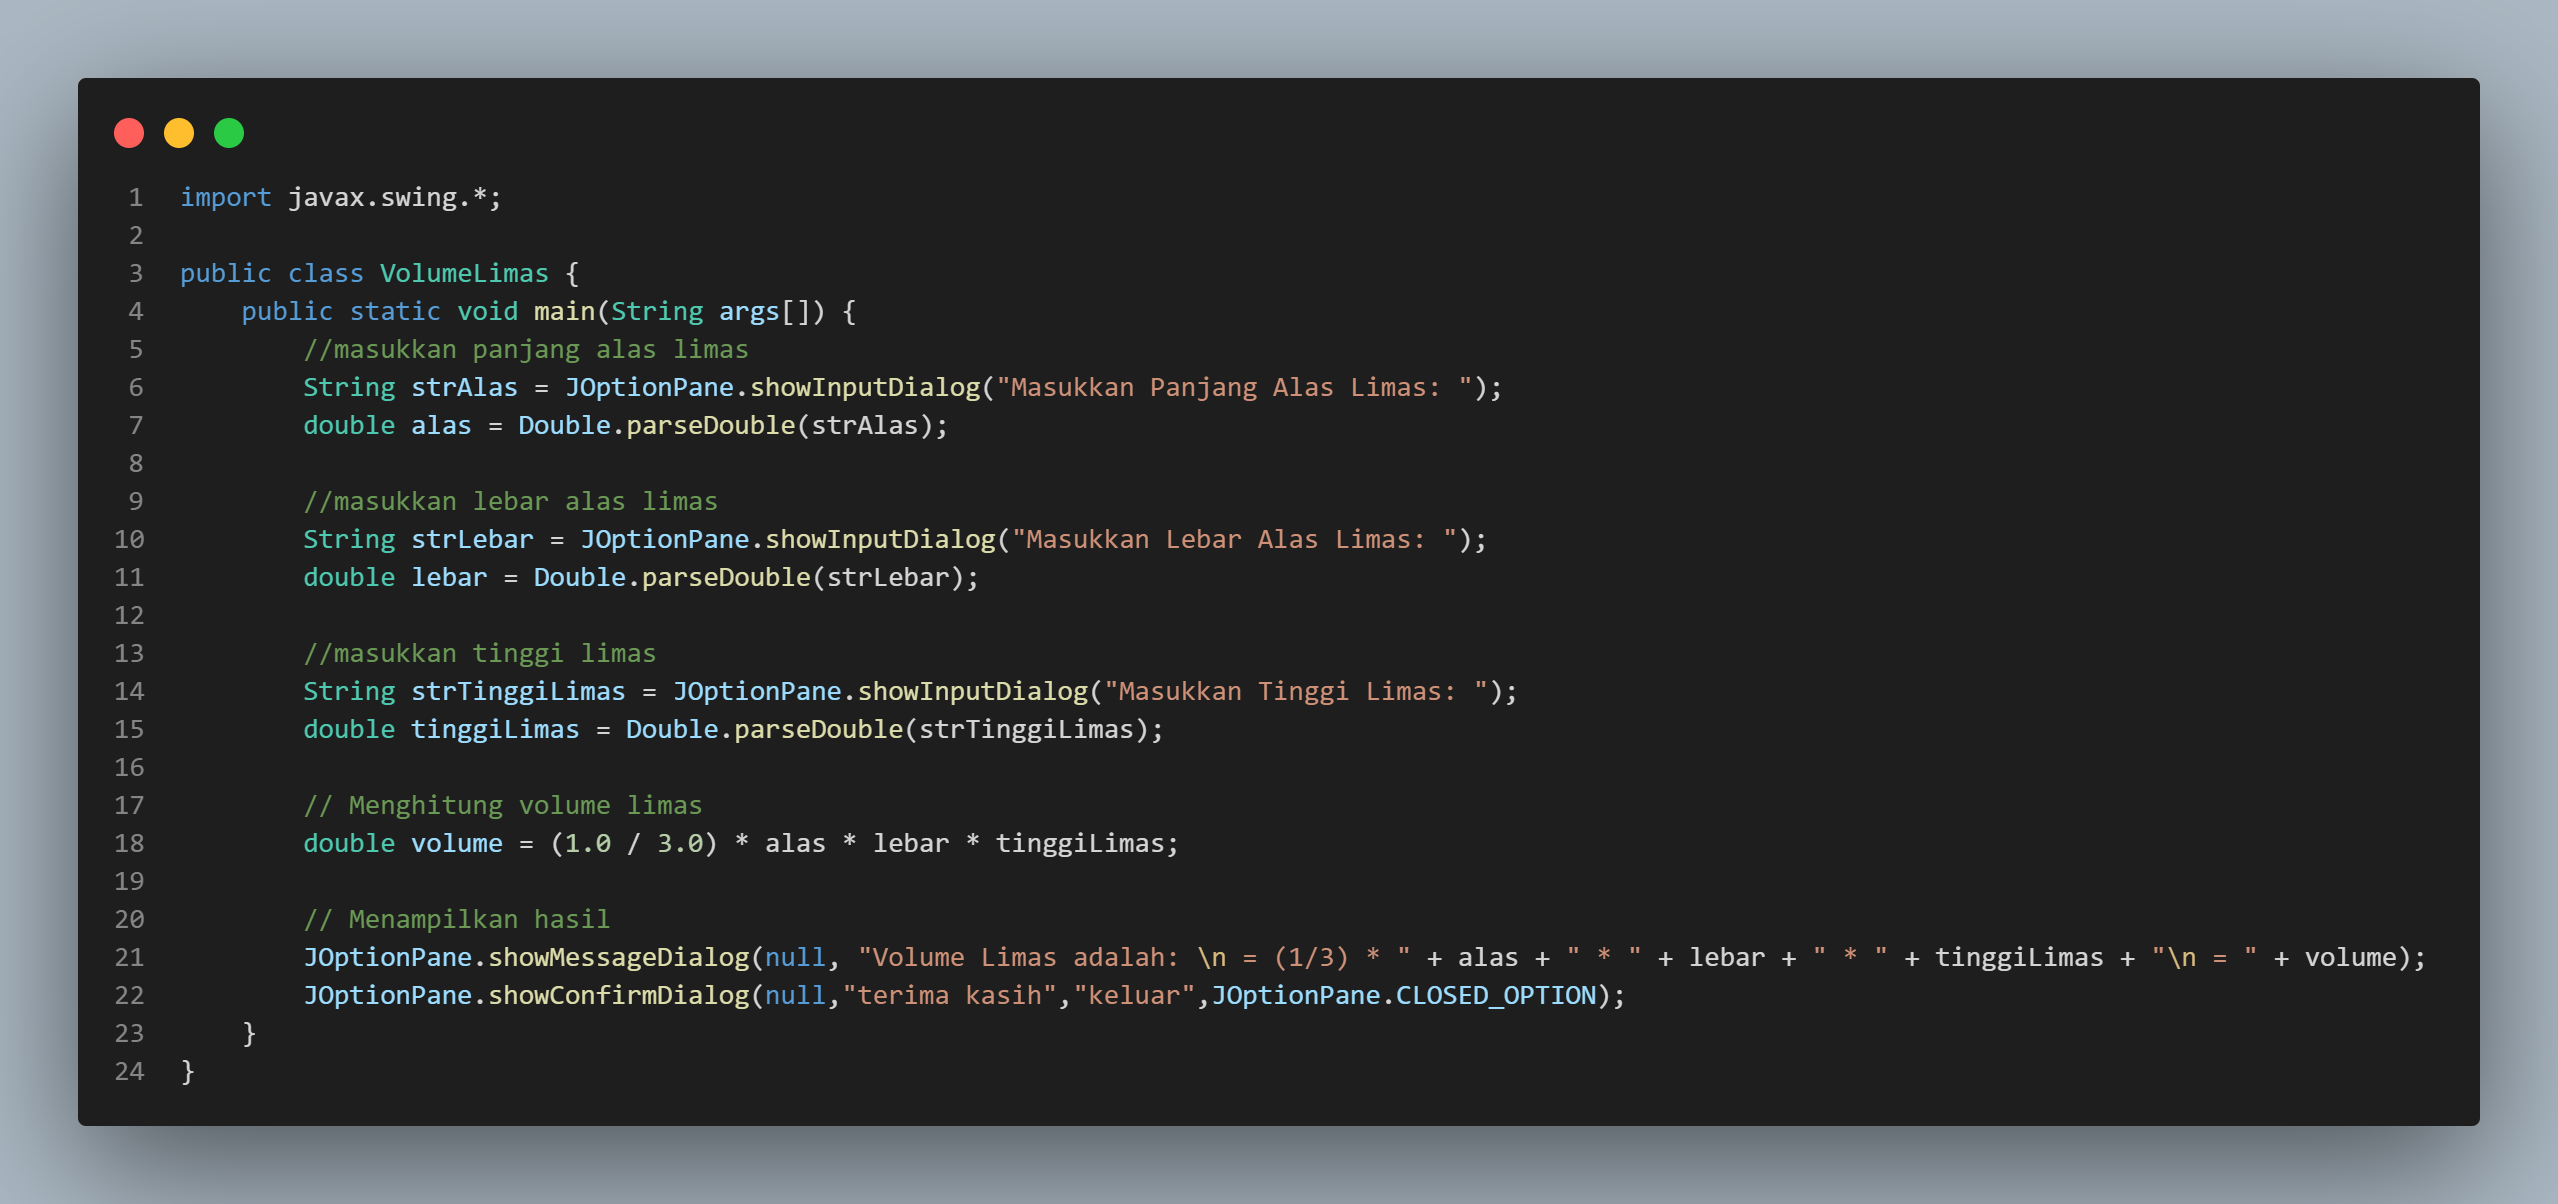 1 import javax.swing.*;
2
3 public class VolumeLimas {
4     public static void main(String args[]) {
5         //masukkan panjang alas limas
6         String strAlas = JOptionPane.showInputDialog("Masukkan Panjang Alas Limas: ");
7         double alas = Double.parseDouble(strAlas);
8
9         //masukkan lebar alas limas
10         String strLebar = JOptionPane.showInputDialog("Masukkan Lebar Alas Limas: ");
11         double lebar = Double.parseDouble(strLebar);
12
13         //masukkan tinggi limas
14         String strTinggiLimas = JOptionPane.showInputDialog("Masukkan Tinggi Limas: ");
15         double tinggiLimas = Double.parseDouble(strTinggiLimas);
16
17         // Menghitung volume limas
18         double volume = (1.0 / 3.0) * alas * lebar * tinggiLimas;
19
20         // Menampilkan hasil
21         JOptionPane.showMessageDialog(null, "Volume Limas adalah: \n = (1/3) * " + alas + " * " + lebar + " * " + tinggiLimas + "\n = " + volume);
22         JOptionPane.showConfirmDialog(null,"terima kasih","keluar",JOptionPane.CLOSED_OPTION);
23     }
24 }